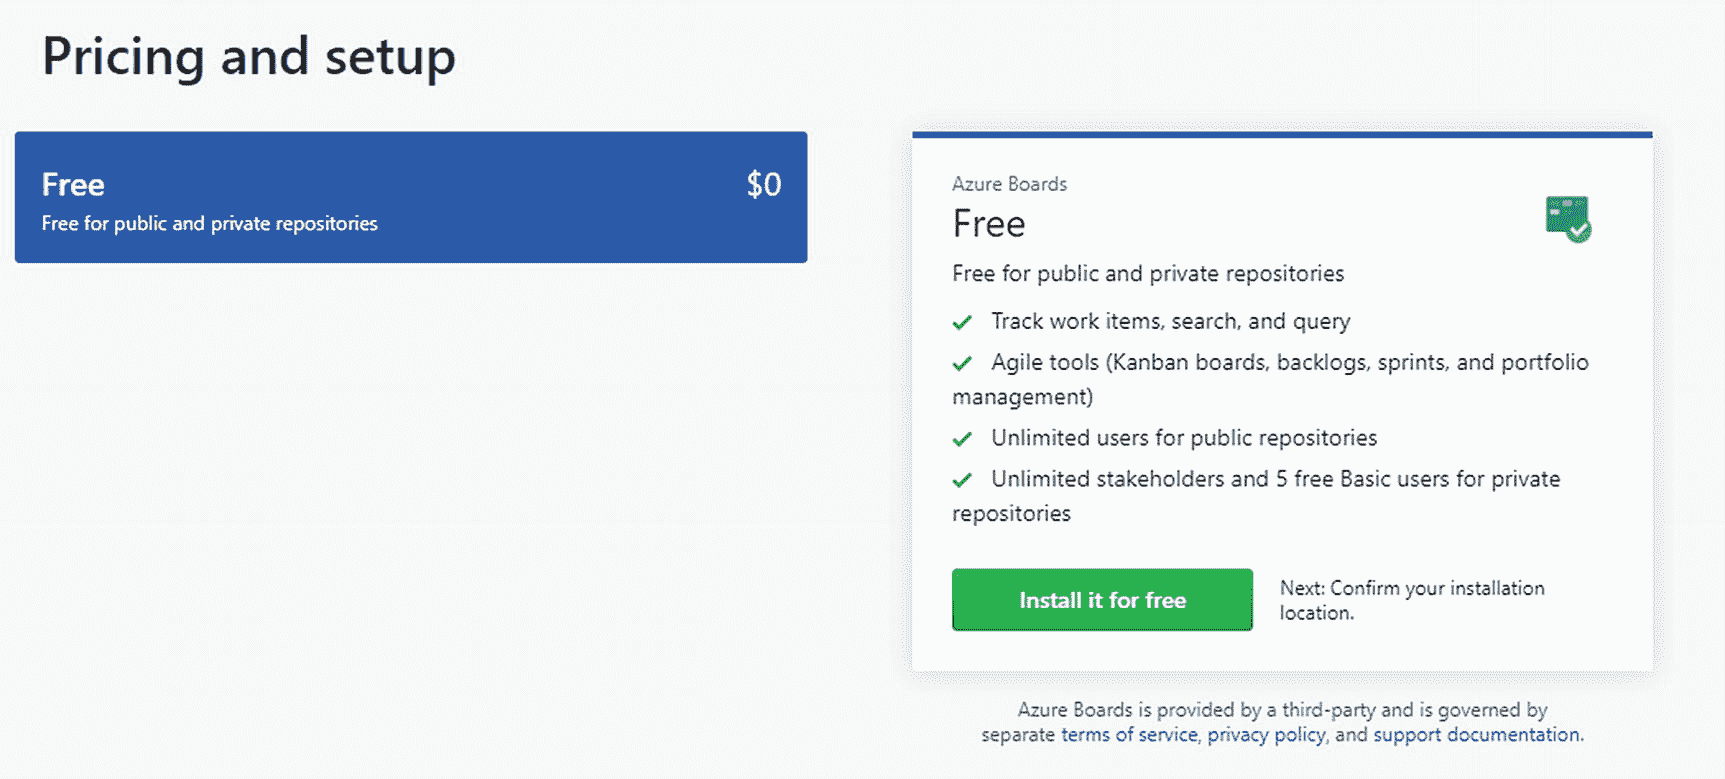 Pricing and setup
Free
$0
Free for public and private repositories
Azure Boards
Free
Free for public and private repositories
Track work items, search, and query
Agile tools (Kanban boards, backlogs, sprints, and portfolio
management)
Unlimited users for public repositories
Unlimited stakeholders and 5 free Basic users for private
repositories
Install it for free
Next: Confirm your installation
location.
Azure Boards is provided by a third-party and is governed by
separate terms of service, privacy policy, and support documentation.